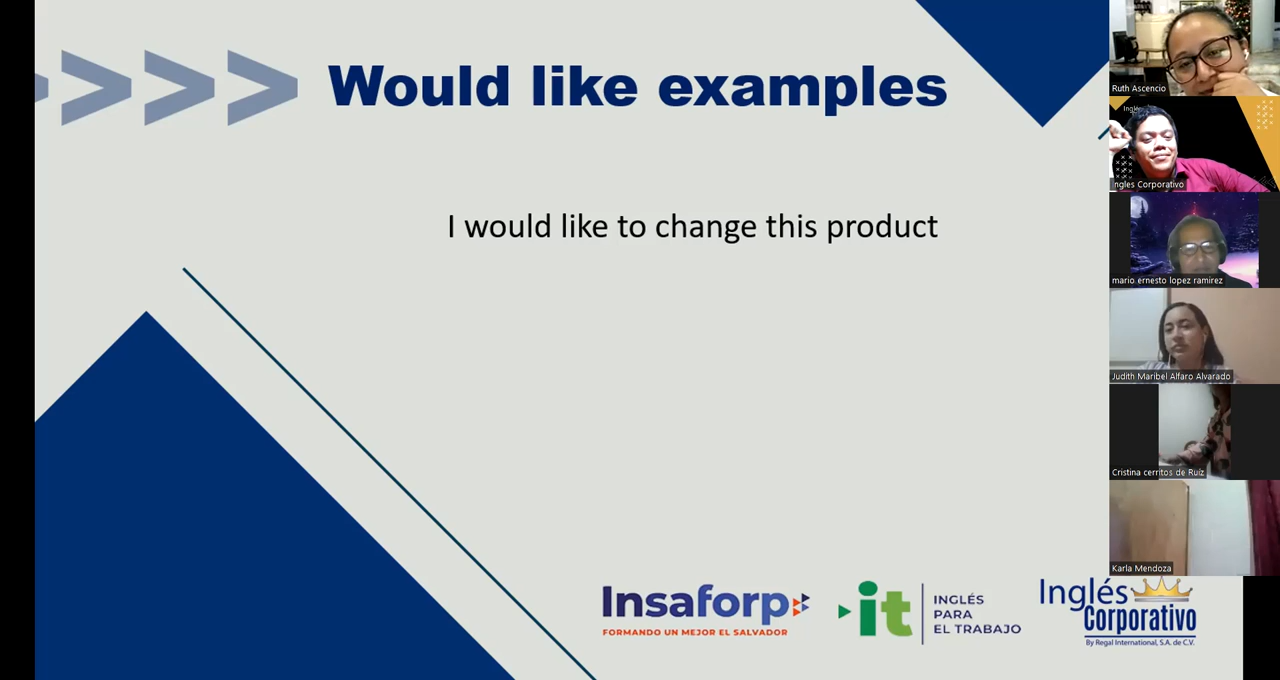 >>>>
Would like examples
I would like to change this product
Insaforp
FORMANDO UN MEJOR EL SALVADOR
it
INGLÉS
PARA
EL TRABAJO
Inglés
Corporativo
By Regal International, S.A. de C.V.
Ruth Ascencio
Ingles Corporativo
mario ernesto lopez ramirez
Judith Maribel Alfaro Alvarado
Cristina cerritos de Ruiz
Karla Mendoza